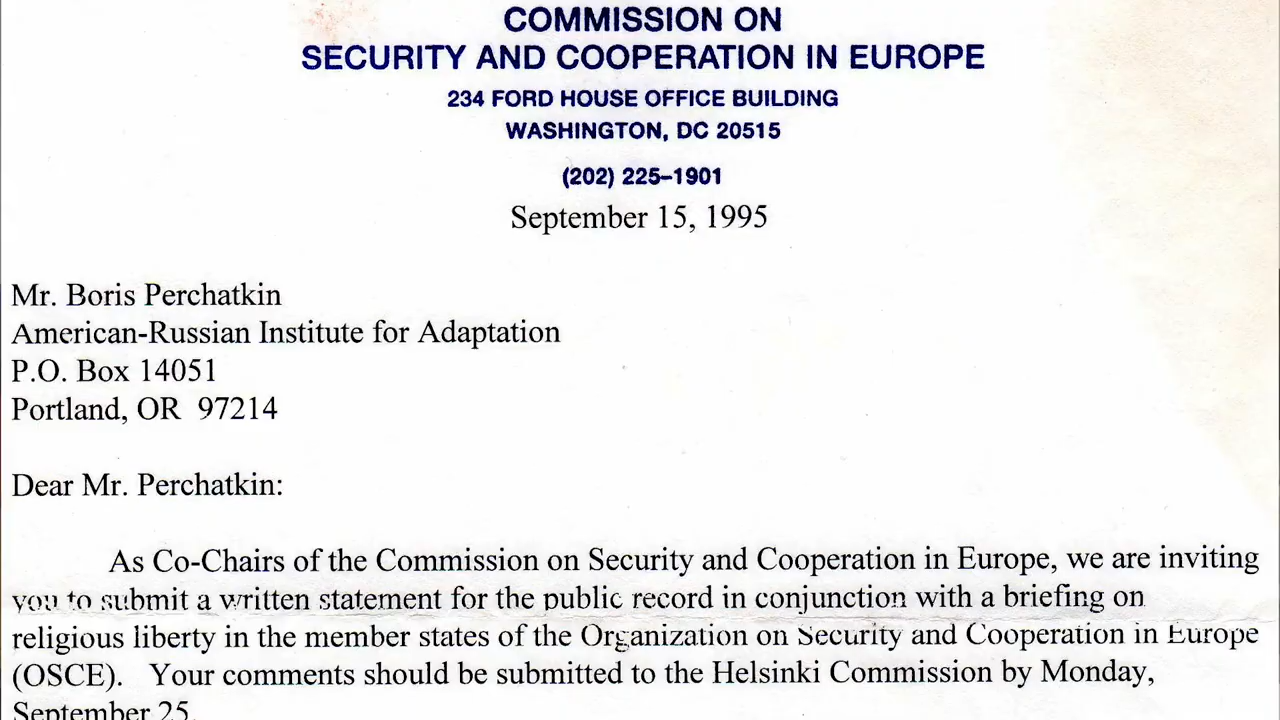 COMMISSION ON
SECURITY AND COOPERATION IN EUROPE
234 FORD HOUSE OFFICE BUILDING
WASHINGTON, DC 20515
(202) 225–1901
September 15, 1995
Mr. Boris Perchatkin
American-Russian Institute for Adaptation
P.O. Box 14051
Portland, OR 97214
Dear Mr. Perchatkin:
As Co-Chairs of the Commission on Security and Cooperation in Europe, we are inviting
you to submit a written statement for the public record in conjunction with a briefing on
religious liberty in the member states of the Organization on Security and Cooperation in Europe
(OSCE). Your comments should be submitted to the Helsinki Commission by Monday,
September 25.